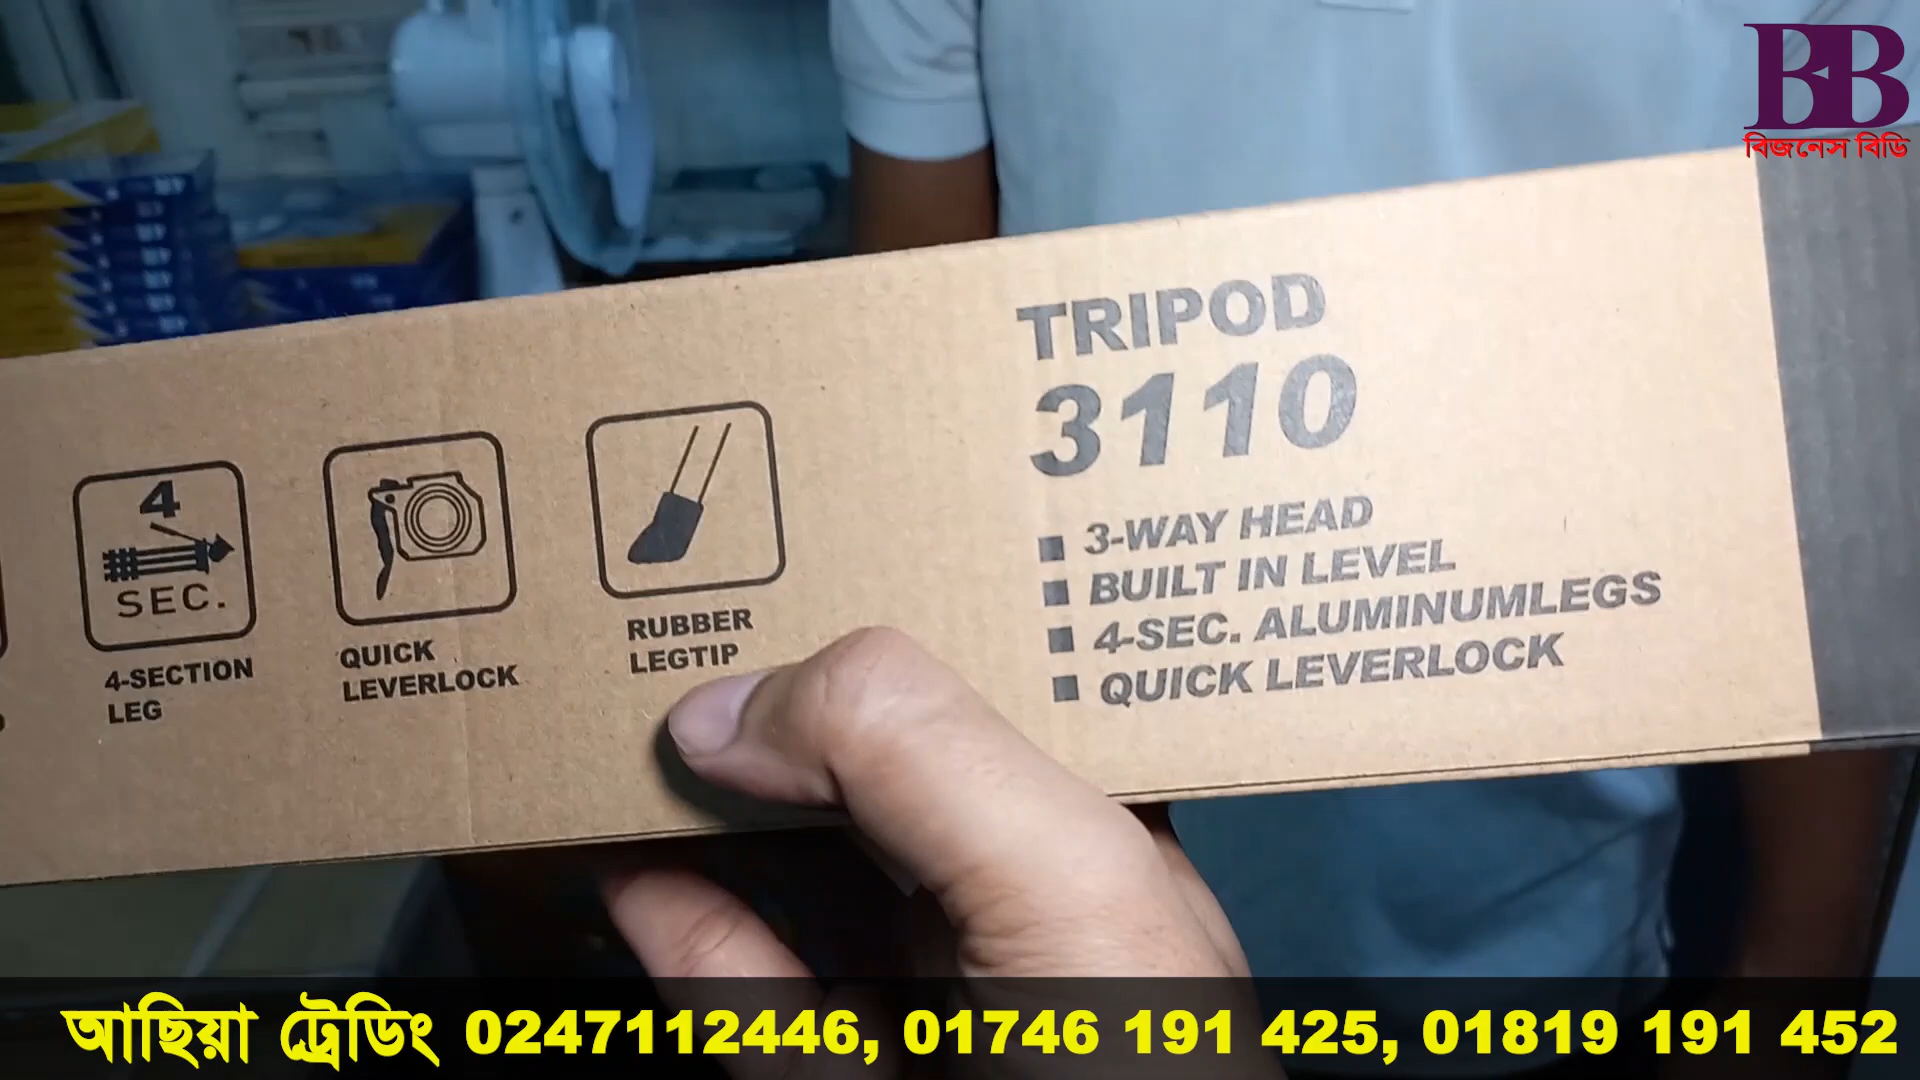 BB
বিজনেস বিডি
TRIPOD
3110
3-WAY HEAD
BUILT IN LEVEL
4-SEC. ALUMINUMLEGS
QUICK LEVERLOCK
4
SEC.
4-SECTION
LEG
QUICK
LEVERLOCK
RUBBER
LEGTIP
আছিয়া ট্রেডিং 0247112446, 01746 191 425, 01819 191 452